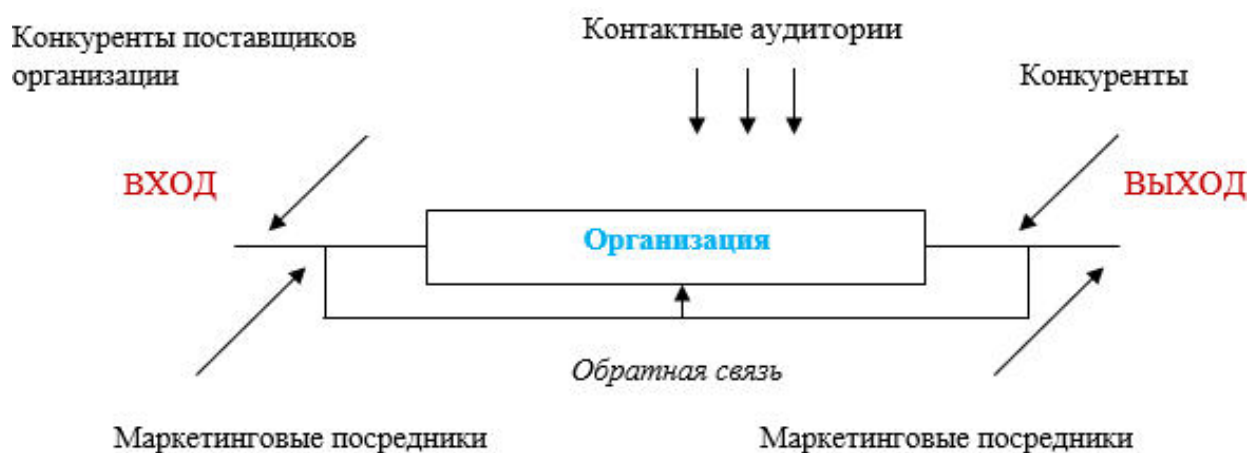 Конкуренты поставщиков
организации
Контактные аудитории
Конкуренты
ВХОД
ВЫХОД
Организация
Обратная связь
Маркетинговые посредники
Маркетинговые посредники